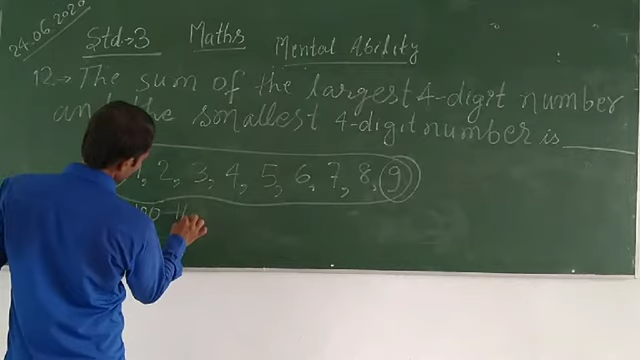 24.06.2020
Std.→3 Maths Mental Ability
12.→ The sum of the largest 4-digit number
and the smallest 4-digit number is ______
1, 2, 3, 4, 5, 6, 7, 8, 9